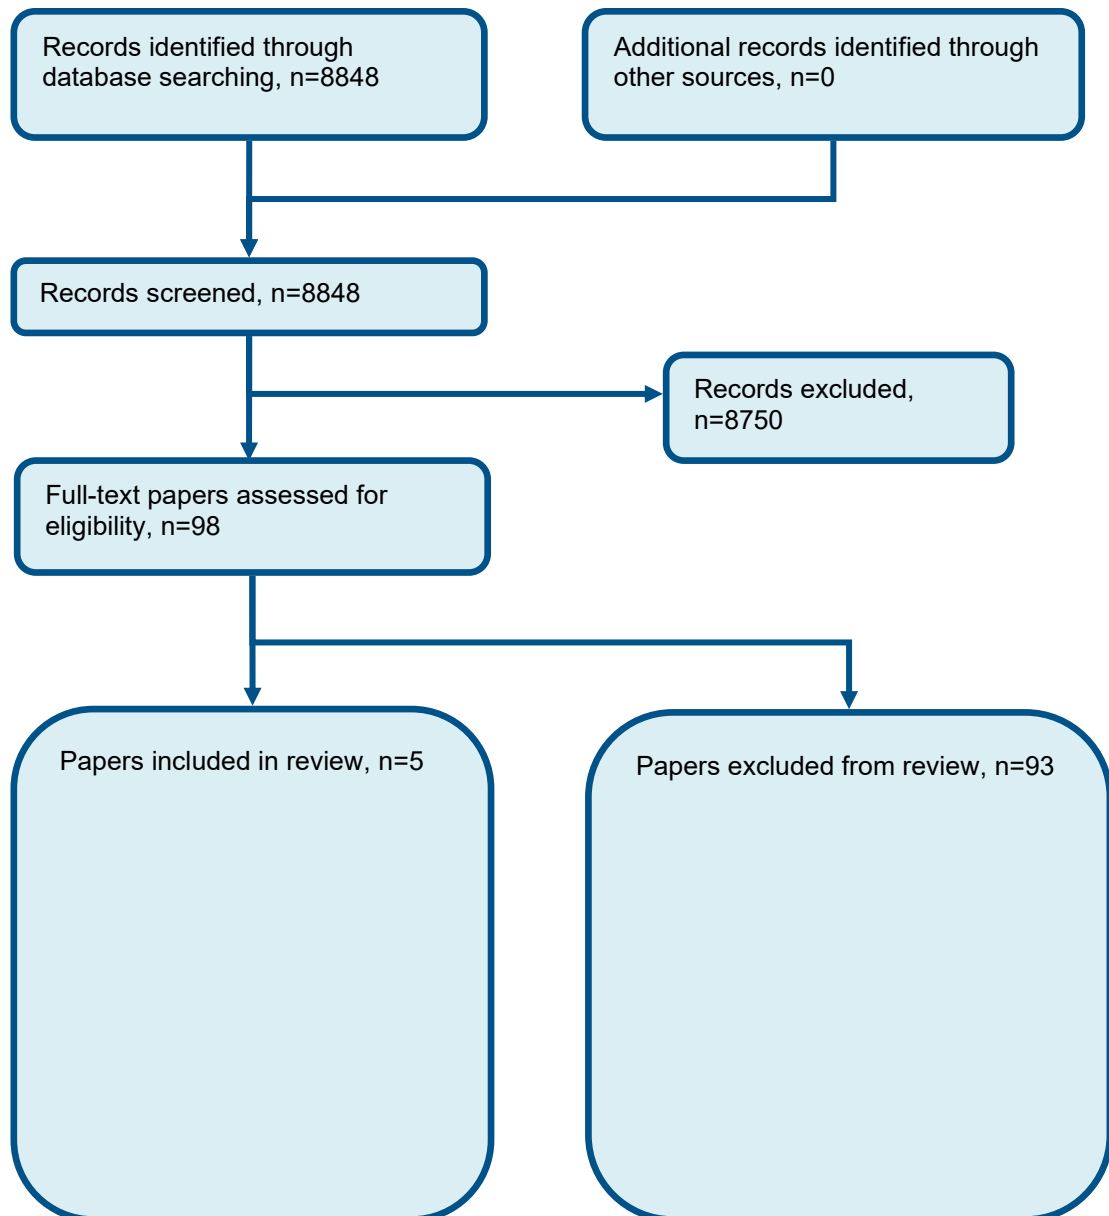 Records identified through
database searching, n=8848
Additional records identified through
other sources, n=0
Records screened, n=8848
Records excluded,
n=8750
Full-text papers assessed for
eligibility, n=98
Papers included in review, n=5
Papers excluded from review, n=93